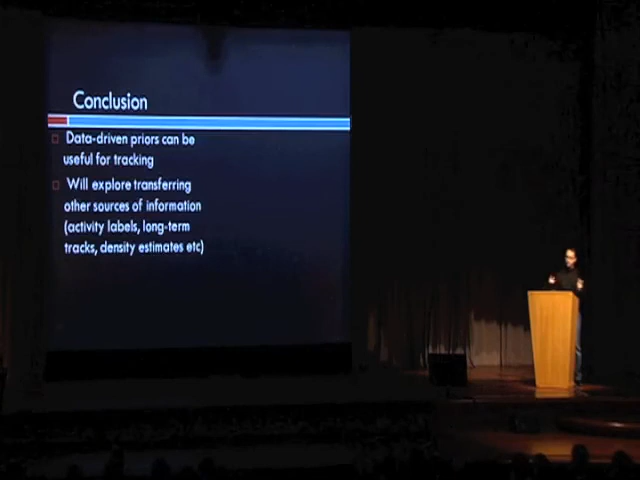 Conclusion
Data-driven priors can be
useful for tracking
Will explore transferring
other sources of information
(activity labels, long-term
tracks, density estimates etc)